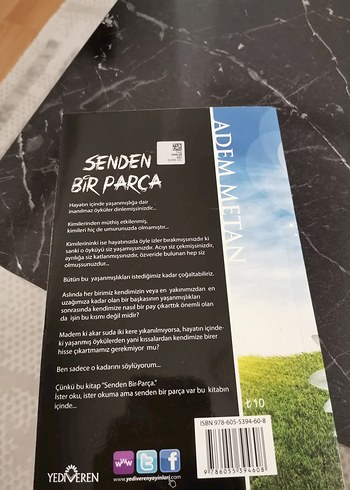 SENDEN
BİR PARÇA
ADEM METAN
Hayatın içinde yaşanmışlığa dair
inanılmaz öyküler dinlemişsinizdir...
Kimilerinden müthiş etkilenmiş,
kimileri hiç de umurunuzda olmamıştır...
Kimilerininki ise hayatınızda öyle izler bırakmışsınızdır ki
sanki o öyküyü siz yaşamışsınızdır. Acıyı siz çekmişsinizdir,
ayrılığa siz katlanmışsınızdır, özveride bulunan hep siz
olmuşsunuzdur...
Bütün bu yaşanmışlıkları istediğimiz kadar çoğaltabiliriz.
Aslında her birimiz kendimizin veya en yakınımızdan en
uzağımıza kadar olan bir başkasının yaşanmışlıkları
sonrasında kendimize nasıl bir pay çıkarttık önemli olan
da işin bu kısmı değil midir?
Madem ki akar suda iki kere yıkanılmıyorsa, hayatın içinde-
ki yaşanmış öykülerden yani kıssalardan kendimize birer
hisse çıkartmamız gerekmiyor mu?
Ben sadece o kadarını söylüyorum...
Çünkü bu kitap "Senden Bir Parça."
İster oku, ister okuma ama senden bir parça var bu kitabın
içinde...
₺10
ISBN 978-605-5394-60-8
9786055394608
YEDİVEREN
www
www.yediverenyayinlari.com